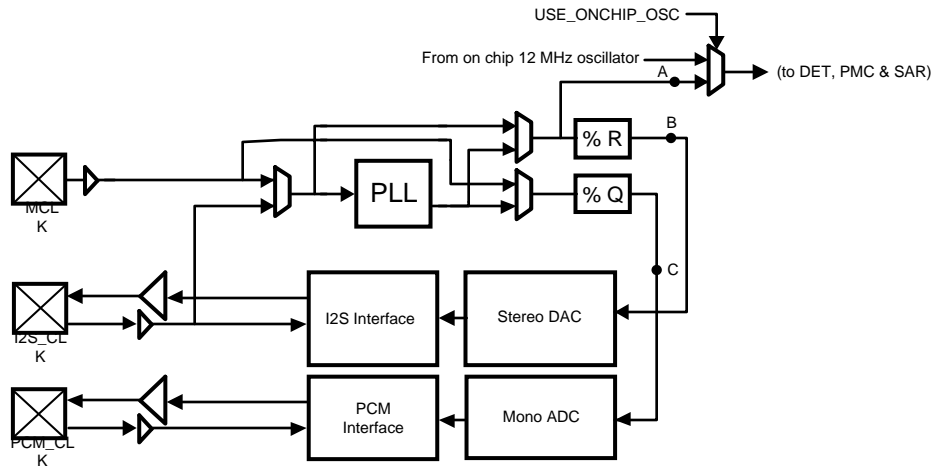 USE_ONCHIP_OSC
From on chip 12 MHz oscillator
(to DET, PMC & SAR)
A
B
% R
MCL
K
PLL
% Q
C
I2S_CL
K
I2S Interface
Stereo DAC
PCM_CL
K
PCM
Interface
Mono ADC